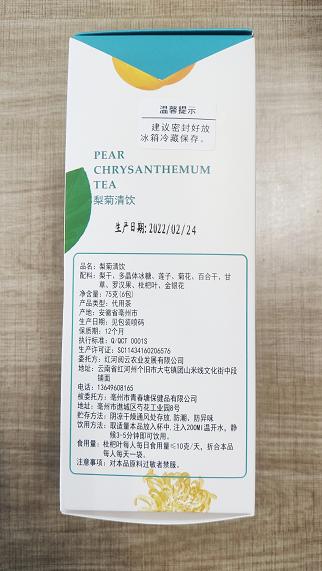 温馨提示
建议密封好放
冰箱冷藏保存。
PEAR
CHRYSANTHEMUM
TEA
梨菊清饮
生产日期:2022/02/24
品名：梨菊清饮
配料：梨干、多晶体冰糖、莲子、菊花、百合干、甘
草、罗汉果、枇杷叶、金银花
净含量：75克(6包)
产品类型：代用茶
产地：安徽省亳州市
生产日期：见包装喷码
保质期：12个月
执行标准：Q/QCT 0001S
生产许可证：SC11434160206576
委托方：红河阅云农业发展有限公司
地址：云南省红河州个旧市大屯镇团山米线文化街中段
铺面
电话：13649608165
被委托方：亳州市青春塘保健品有限公司
地址：亳州市谯城区芍花工业园8号
贮存方法：阴凉干燥通风处存放，防潮、防异味
饮用方法：取适量本品放入杯中，注入200Ml温开水，静
候3-5分钟即可饮用。
食用量：枇杷叶每人每日食用量≤10克/天，折合本品
每人每天一袋。
注意事项：对本品原料过敏者禁服。